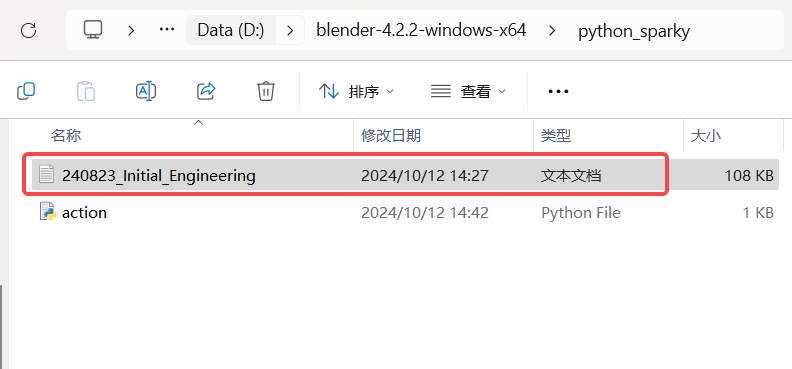 Data (D:) blender-4.2.2-windows-x64 python_sparky
排序 查看
名称 修改日期 类型 大小
240823_Initial_Engineering 2024/10/12 14:27 文本文档 108 KB
action 2024/10/12 14:42 Python File 1 KB